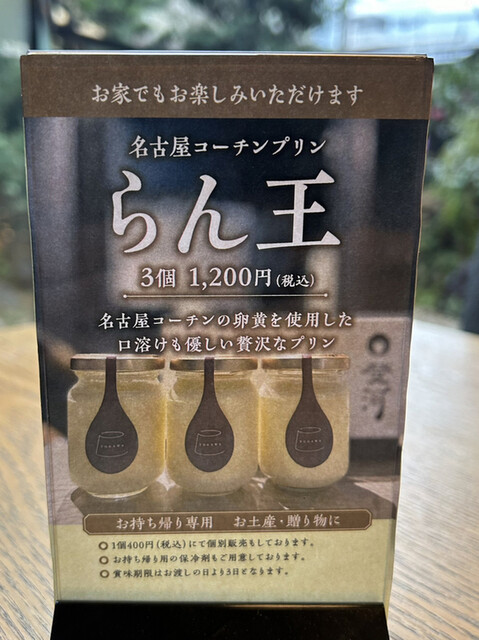 お家でもお楽しみいただけます
名古屋コーチンプリン
らん王
3個 1,200円(税込)
名古屋コーチンの卵黄を使用した
口溶けも優しい贅沢なプリン
お持ち帰り専用 お土産・贈り物に
1個400円(税込)にて個別販売もしております。
お持ち帰り用の保冷剤もご用意しております。
賞味期限はお渡しの日より3日となります。